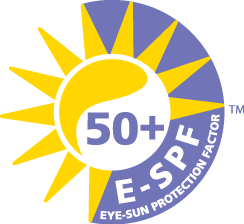 50+
E-SPF
EYE-SUN PROTECTION FACTOR
TM